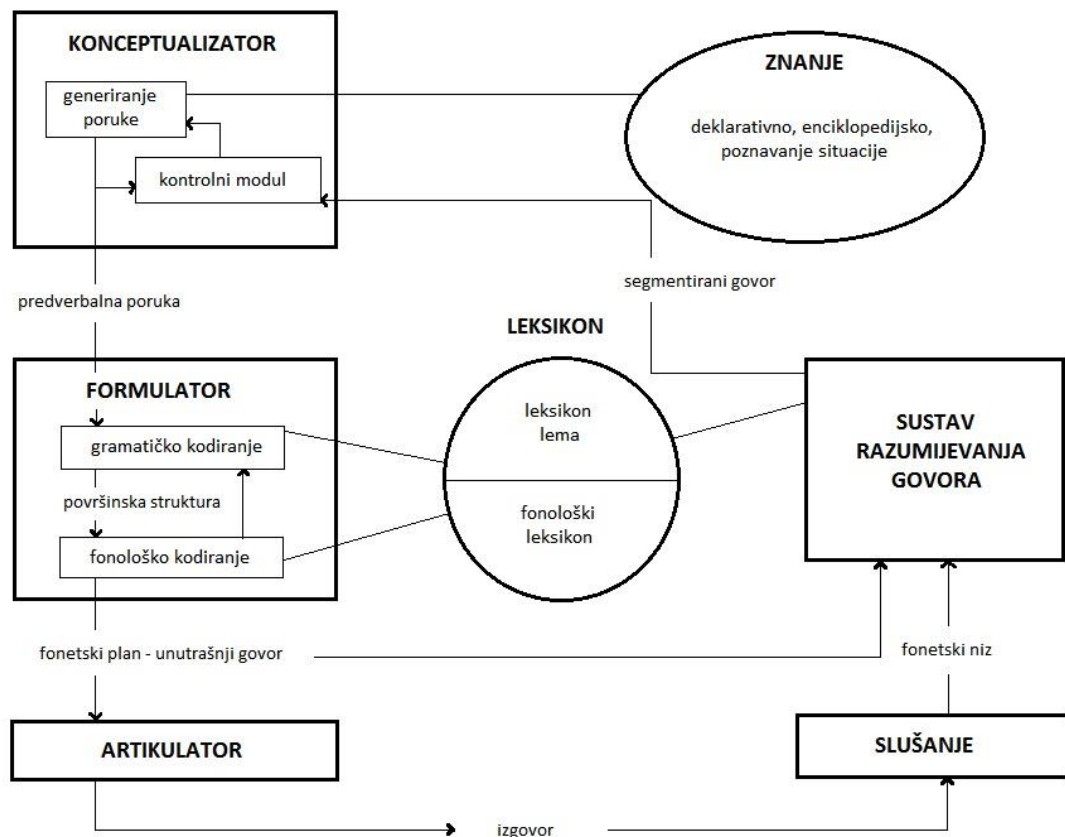 KONCEPTUALIZATOR
generiranje
poruke
kontrolni modul
ZNANJE
deklarativno, enciklopedijsko,
poznavanje situacije
predverbalna poruka
segmentirani govor
LEKSIKON
leksikon
lema
fonološki
leksikon
FORMULATOR
gramatičko kodiranje
površinska struktura
fonološko kodiranje
SUSTAV
RAZUMIJEVANJA
GOVORA
fonetski plan - unutrašnji govor
fonetski niz
ARTIKULATOR
SLUŠANJE
izgovor